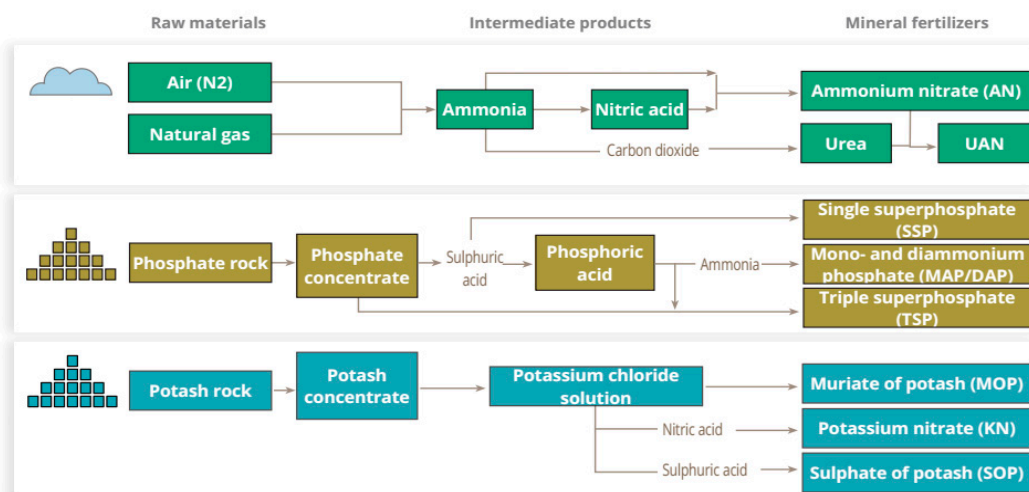 Raw materials
Intermediate products
Mineral fertilizers
Air (N2)
Natural gas
Ammonia
Nitric acid
Ammonium nitrate (AN)
Carbon dioxide
Urea
UAN
Phosphate rock
Phosphate
concentrate
Sulphuric
acid
Phosphoric
acid
Ammonia
Single superphosphate
(SSP)
Mono- and diammonium
phosphate (MAP/DAP)
Triple superphosphate
(TSP)
Potash rock
Potash
concentrate
Potassium chloride
solution
Muriate of potash (MOP)
Nitric acid
Potassium nitrate (KN)
Sulphuric acid
Sulphate of potash (SOP)